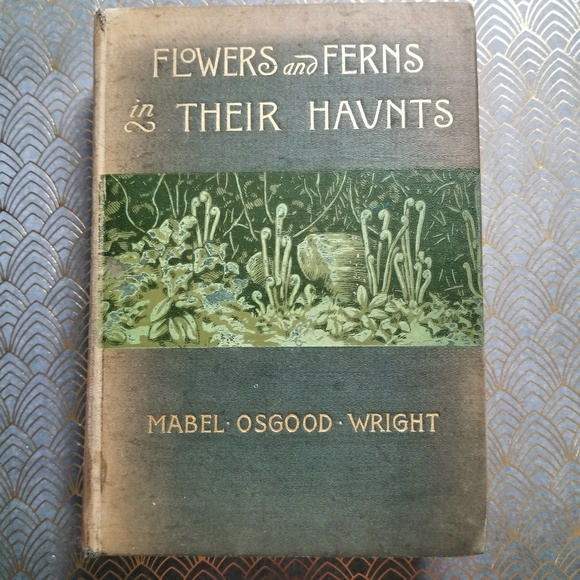 FLOWERS and FERNS
in THEIR HAUNTS
MABEL·OSGOOD·WRIGHT